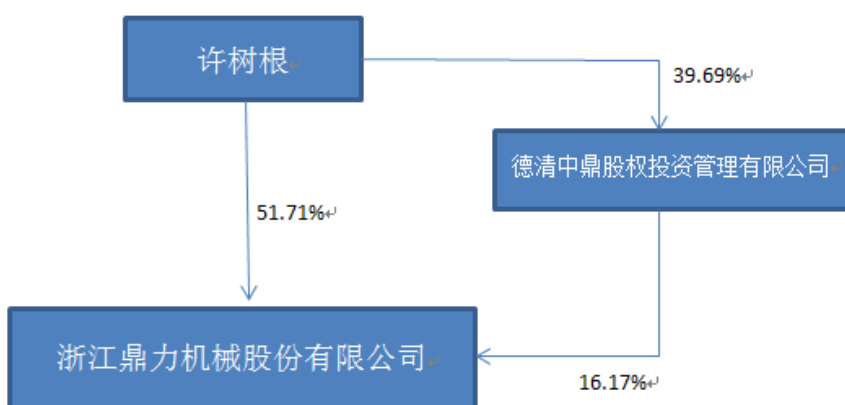 许树根
39.69%
德清中鼎股权投资管理有限公司
51.71%
浙江鼎力机械股份有限公司
16.17%